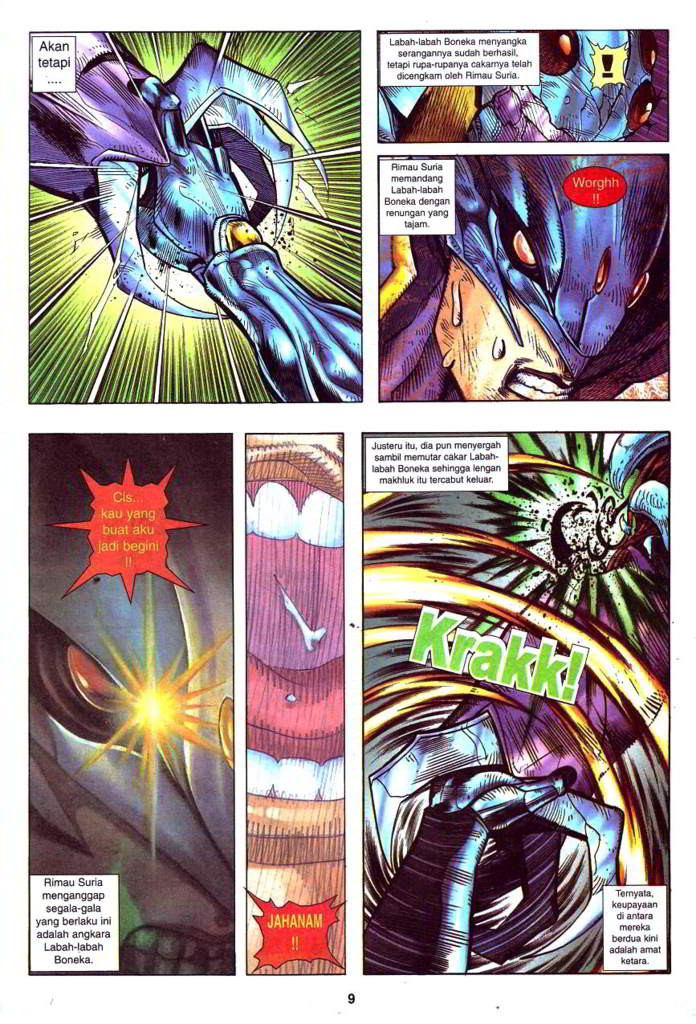 Akan
tetapi
....
Labah-labah Boneka menyangka
serangannya sudah berhasil,
tetapi rupa-rupanya cakarnya telah
dicengkam oleh Rimau Suria.
!
Rimau Suria
memandang
Labah-labah
Boneka dengan
renungan yang
tajam.
Worghh
!!
Cis...
kau yang
buat aku
jadi begini
!!
Rimau Suria
menganggap
segala-gala
yang berlaku ini
adalah angkara
Labah-labah
Boneka.
JAHANAM
!!
Justeru itu, dia pun menyergah
sambil memutar cakar Labah-
labah Boneka sehingga lengan
makhluk itu tercabut keluar.
Krakk!
Ternyata,
keupayaan
di antara
mereka
berdua kini
adalah amat
ketara.
9